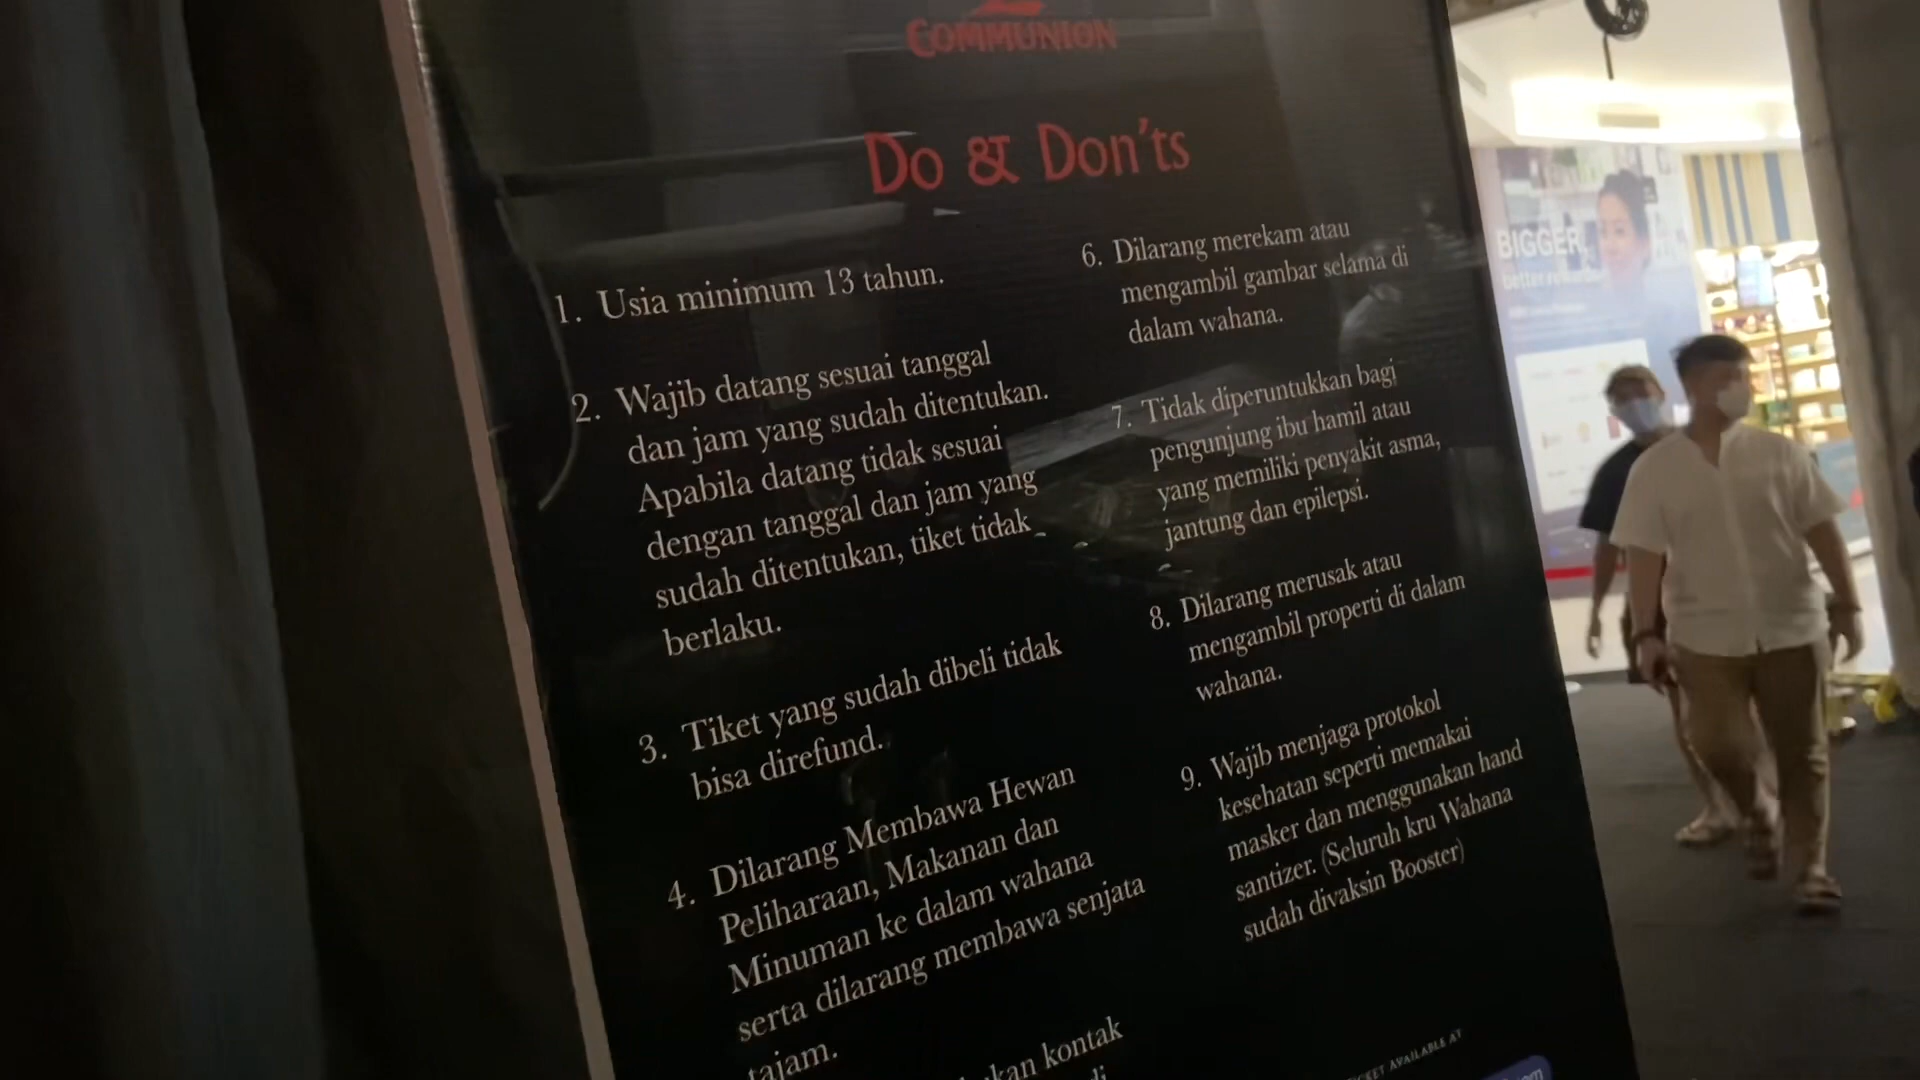 COMMUNION
Do & Don'ts
1. Usia minimum 13 tahun.
2. Wajib datang sesuai tanggal
dan jam yang sudah ditentukan.
Apabila datang tidak sesuai
dengan tanggal dan jam yang
sudah ditentukan, tiket tidak
berlaku.
3. Tiket yang sudah dibeli tidak
bisa direfund.
4. Dilarang Membawa Hewan
Peliharaan, Makanan dan
Minuman ke dalam wahana
serta dilarang membawa senjata
tajam.
kontak
6. Dilarang merekam atau
mengambil gambar selama di
dalam wahana.
7. Tidak diperuntukkan bagi
pengunjung ibu hamil atau
yang memiliki penyakit asma,
jantung dan epilepsi.
8. Dilarang merusak atau
mengambil properti di dalam
wahana.
9. Wajib menjaga protokol
kesehatan seperti memakai
masker dan menggunakan hand
santizer. (Seluruh kru Wahana
sudah divaksin Booster)
AVAILABLE AT
BIGGER,
better